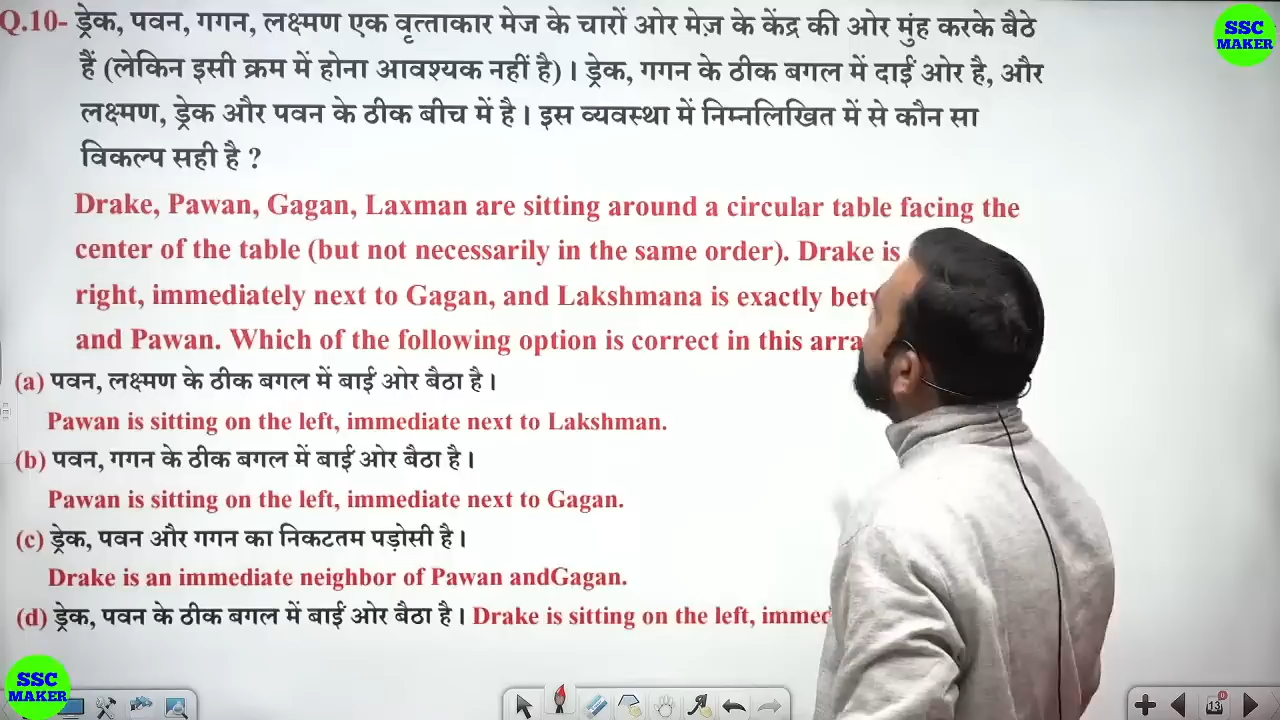 Q.10- ड्रेक, पवन, गगन, लक्ष्मण एक वृत्ताकार मेज के चारों ओर मेज़ के केंद्र की ओर मुंह करके बैठे
हैं (लेकिन इसी क्रम में होना आवश्यक नहीं है)। ड्रेक, गगन के ठीक बगल में दाईं ओर है, और
लक्ष्मण, ड्रेक और पवन के ठीक बीच में है। इस व्यवस्था में निम्नलिखित में से कौन सा
विकल्प सही है ?
Drake, Pawan, Gagan, Laxman are sitting around a circular table facing the
center of the table (but not necessarily in the same order). Drake is
right, immediately next to Gagan, and Lakshmana is exactly
and Pawan. Which of the following option is correct in this
(a) पवन, लक्ष्मण के ठीक बगल में बाईं ओर बैठा है।
Pawan is sitting on the left, immediate next to Lakshman.
(b) पवन, गगन के ठीक बगल में बाईं ओर बैठा है।
Pawan is sitting on the left, immediate next to Gagan.
(c) ड्रेक, पवन और गगन का निकटतम पड़ोसी है।
Drake is an immediate neighbor of Pawan andGagan.
(d) ड्रेक, पवन के ठीक बगल में बाईं ओर बैठा है। Drake is sitting on the left,
SSC
MAKER
SSC
MAKER
13